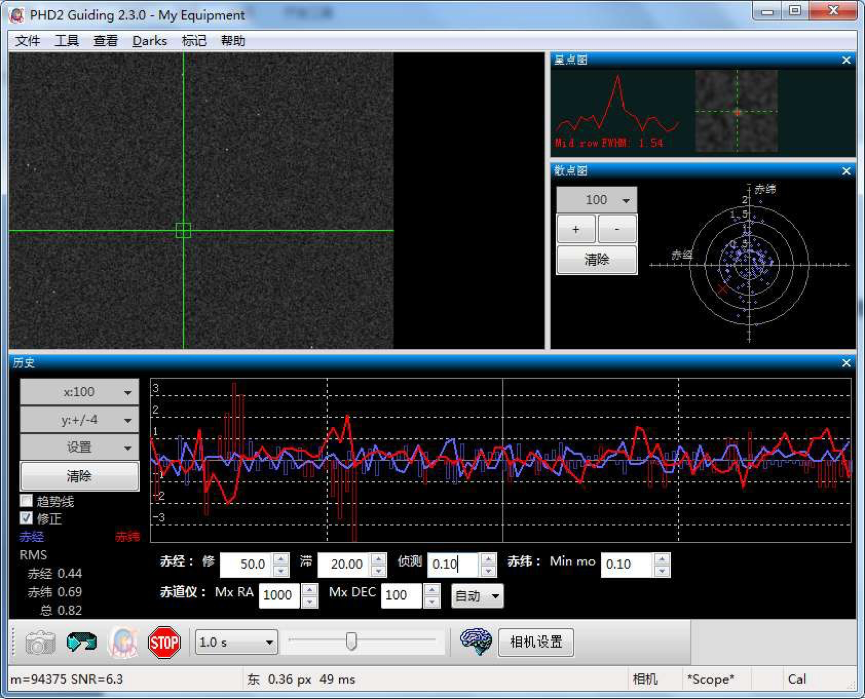 PHD2 Guiding 2.3.0 - My Equipment
文件 工具 查看 Darks 标记 帮助
星点图
Mid row FWHM: 1.54
散点图
100
+ -
清除
赤纬
赤经
2
历史
x:100
y:+/-4
设置
清除
趋势线
修正
赤经 赤纬
RMS
赤经 0.44
赤纬 0.69
总 0.82
3
2
1
-1
-2
-3
赤经： 修 50.0 滞 20.00 侦测 0.10 赤纬： Min mo 0.10
赤道仪： Mx RA 1000 Mx DEC 100 自动
STOP 1.0 s 相机设置
m=94375 SNR=6.3 东 0.36 px 49 ms 相机 *Scope* Cal